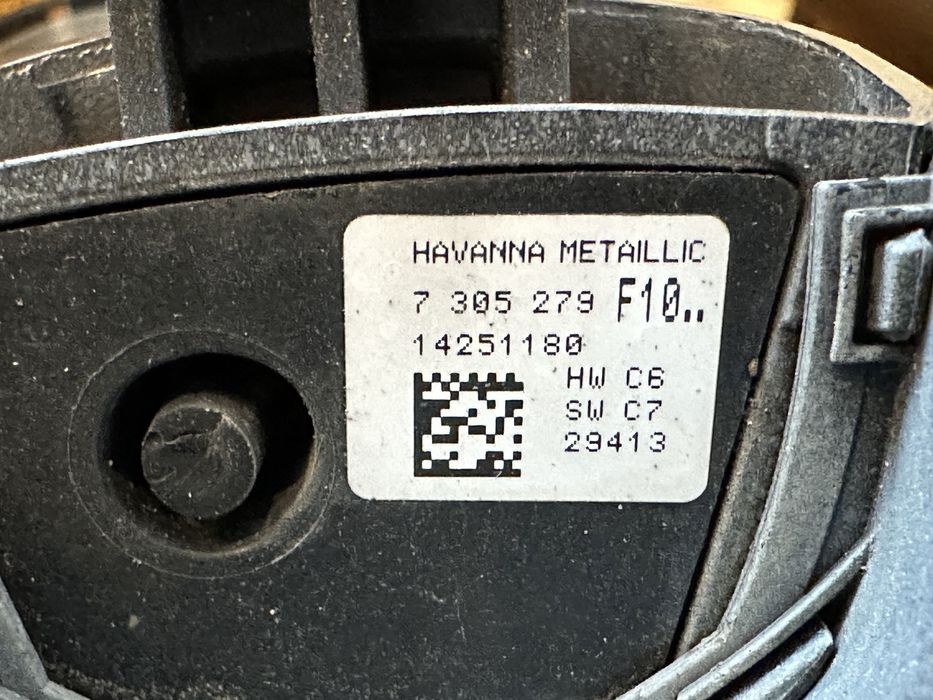 HAVANNA METAILLIC
7 305 279 F10..
14251180
HW C6
SW C7
29413